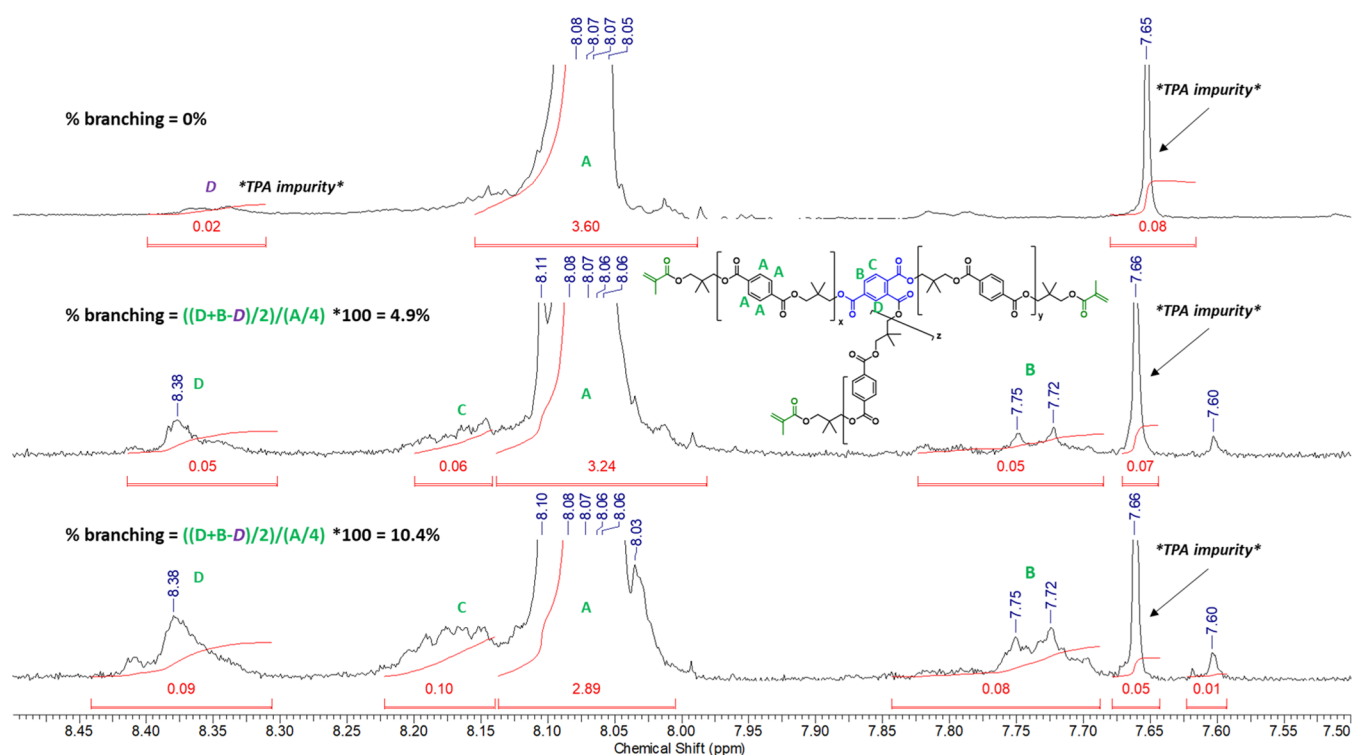 8.08
8.07
8.07
8.05
7.65
*TPA impurity*
% branching = 0%
D *TPA impurity*
A
0.02
3.60
0.08
8.11
8.08
8.07
8.06
8.06
7.66
*TPA impurity*
% branching = ((D+B-D)/2)/(A/4) *100 = 4.9%
O
O
O
O
O
O
A
A
A
A
x
O
O
B
C
D
O
O
O
O
O
O
O
O
O
y
O
O
z
O
O
O
O
O
O
D
8.38
C
A
B
7.75
7.72
7.60
0.05
0.06
3.24
0.05
0.07
8.10
8.08
8.07
8.06
8.06
8.03
7.66
*TPA impurity*
% branching = ((D+B-D)/2)/(A/4) *100 = 10.4%
D
8.38
C
A
B
7.75
7.72
7.60
0.09
0.10
2.89
0.08
0.05
0.01
8.45 8.40 8.35 8.30 8.25 8.20 8.15 8.10 8.05 8.00 7.95 7.90 7.85 7.80 7.75 7.70 7.65 7.60 7.55 7.50
Chemical Shift (ppm)